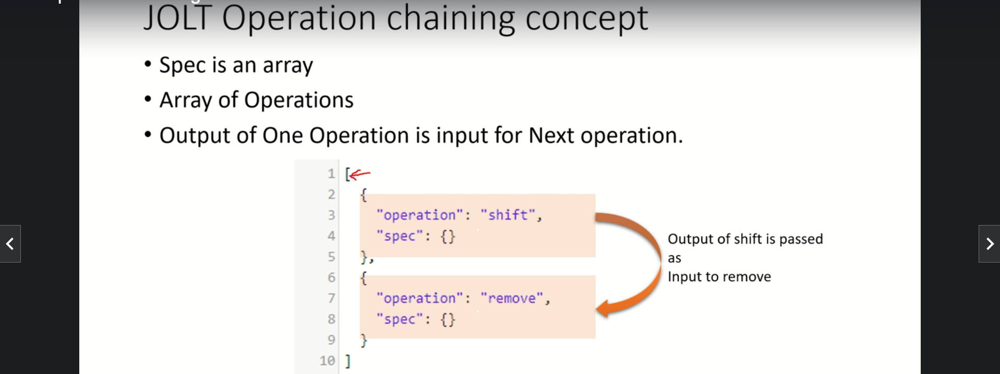 JOLT Operation chaining concept
• Spec is an array
• Array of Operations
• Output of One Operation is input for Next operation.
1 [
2 {
3 "operation": "shift",
4 "spec": {}
5 },
6 {
7 "operation": "remove",
8 "spec": {}
9 }
10 ]
Output of shift is passed
as
Input to remove